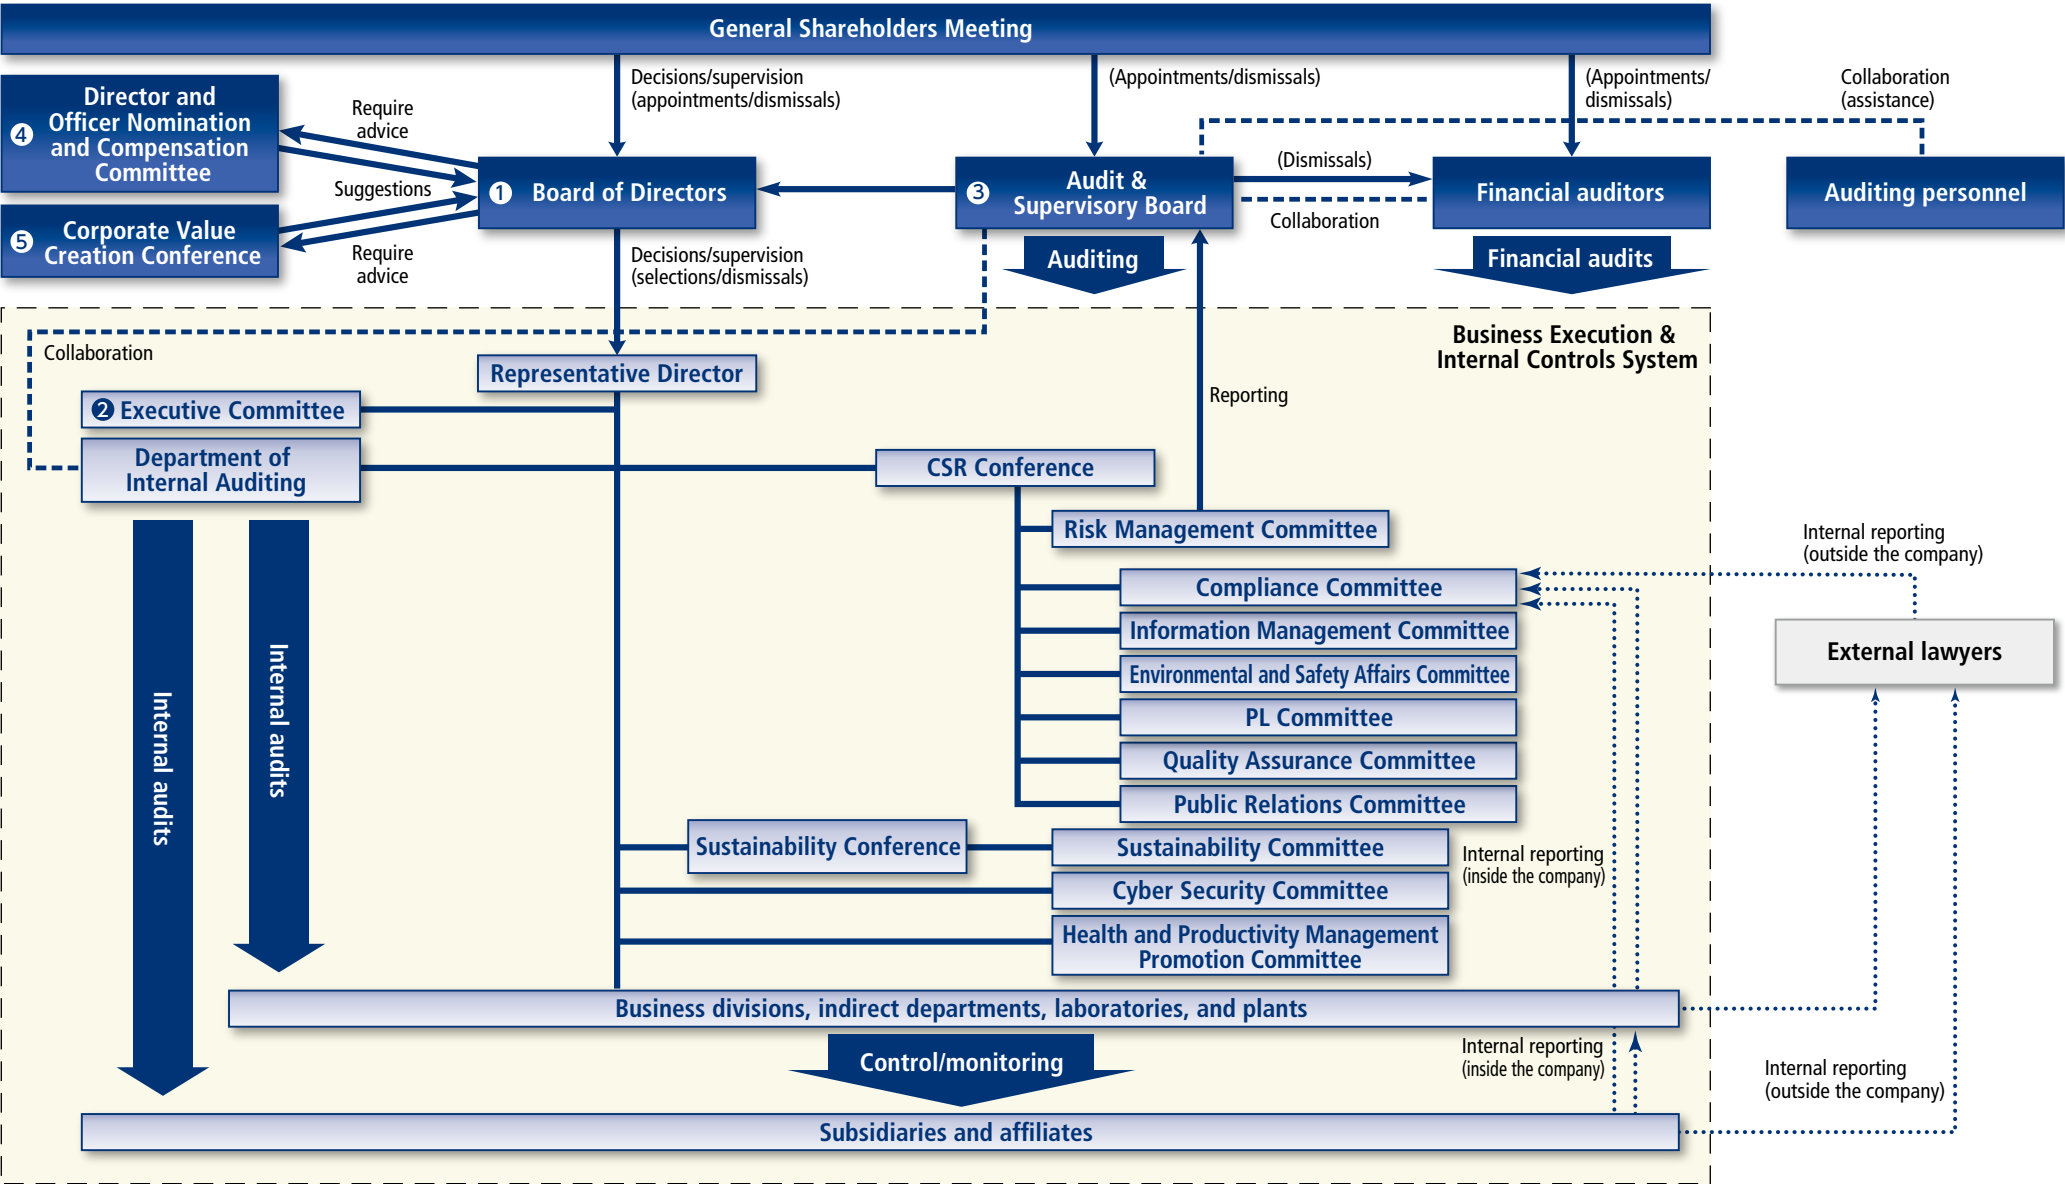 General Shareholders Meeting
Decisions/supervision
(appointments/dismissals)
(Appointments/dismissals)
(Appointments/
dismissals)
Collaboration
(assistance)
④
Director and
Officer Nomination
and Compensation
Committee
Require
advice
Suggestions
①
Board of Directors
③
Audit &
Supervisory Board
(Dismissals)
Collaboration
Financial auditors
Auditing personnel
⑤
Corporate Value
Creation Conference
Require
advice
Decisions/supervision
(selections/dismissals)
Auditing
Financial audits
Business Execution &
Internal Controls System
Collaboration
Representative Director
❷ Executive Committee
Reporting
Department of
Internal Auditing
CSR Conference
Risk Management Committee
Internal reporting
(outside the company)
Compliance Committee
Information Management Committee
External lawyers
Environmental and Safety Affairs Committee
PL Committee
Quality Assurance Committee
Public Relations Committee
Internal audits
Internal audits
Sustainability Conference
Sustainability Committee
Internal reporting
(inside the company)
Cyber Security Committee
Health and Productivity Management
Promotion Committee
Business divisions, indirect departments, laboratories, and plants
Control/monitoring
Internal reporting
(inside the company)
Internal reporting
(outside the company)
Subsidiaries and affiliates